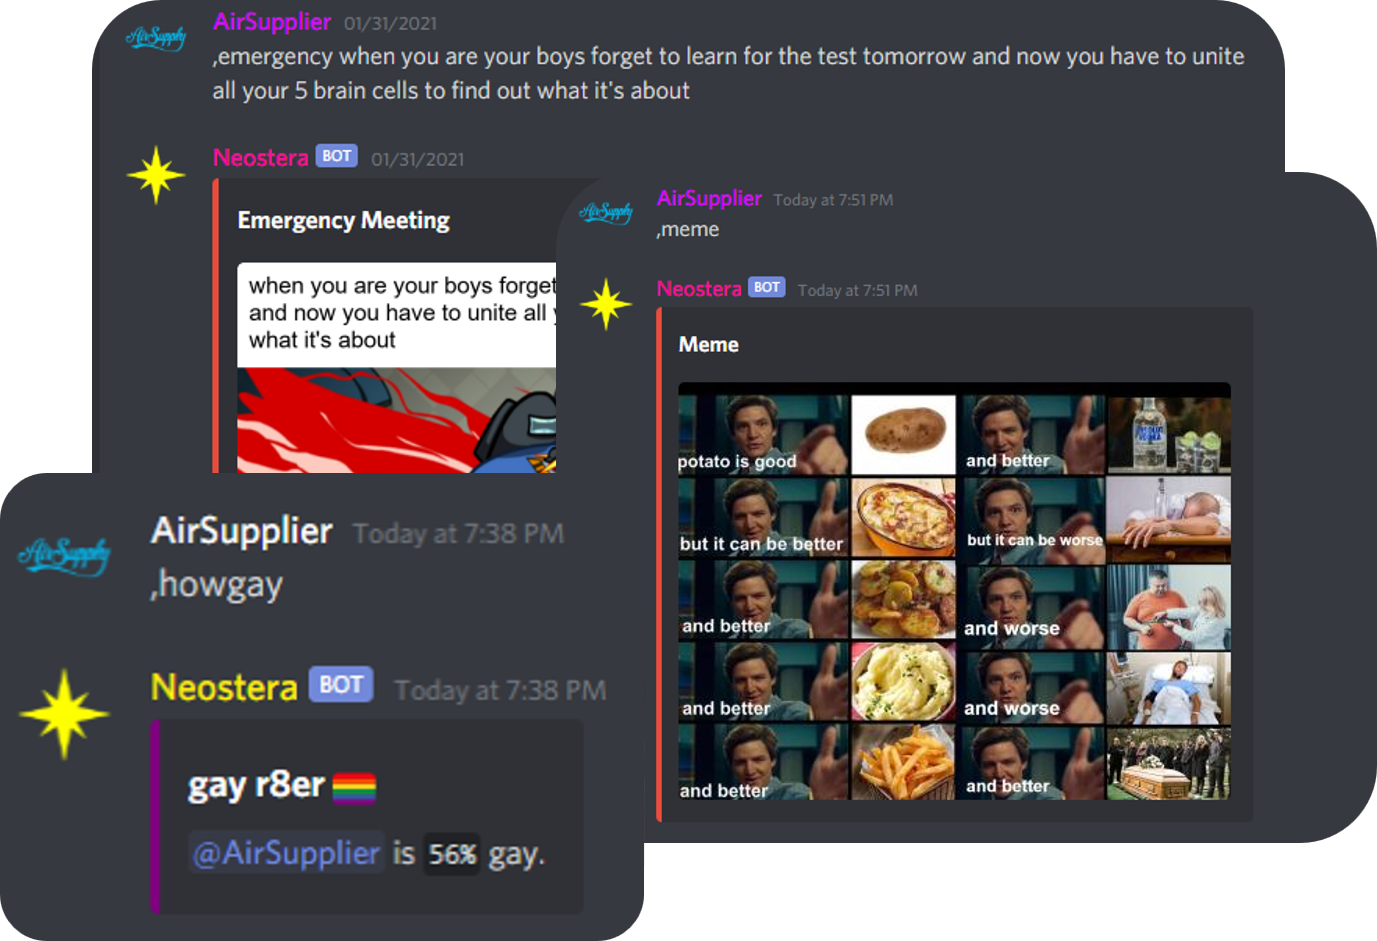 AirSupply
AirSupplier 01/31/2021
,emergency when you are your boys forget to learn for the test tomorrow and now you have to unite
all your 5 brain cells to find out what it's about
Neostera BOT 01/31/2021
Emergency Meeting
when you are your boys forget
and now you have to unite all
what it's about
AirSupply
AirSupplier Today at 7:51 PM
,meme
Neostera BOT Today at 7:51 PM
Meme
potato is good
and better
ABSOLUT
VODKA
but it can be better
but it can be worse
and better
and worse
and better
and worse
and better
and better
AirSupply
AirSupplier Today at 7:38 PM
,howgay
Neostera BOT Today at 7:38 PM
gay r8er
@AirSupplier is 56% gay.